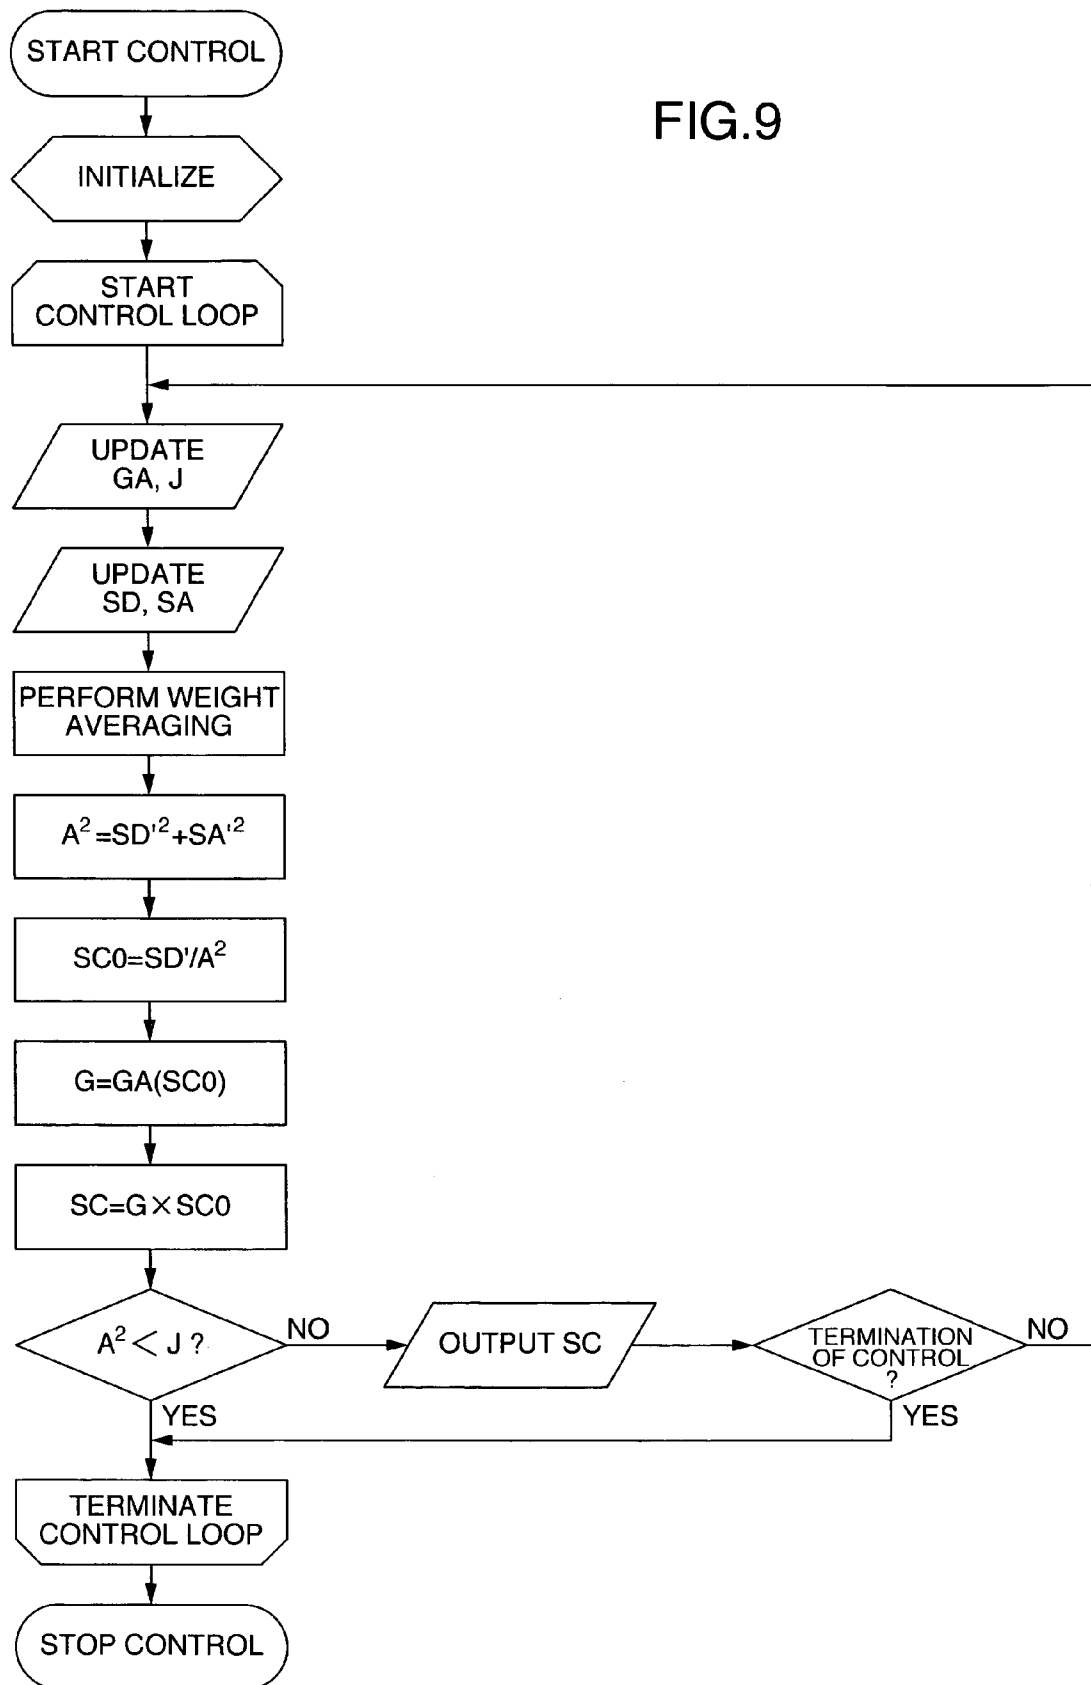 START CONTROL
FIG.9
INITIALIZE
START
CONTROL LOOP
UPDATE
GA, J
UPDATE
SD, SA
PERFORM WEIGHT
AVERAGING
A²=SD'²+SA'²
SC0=SD'/A²
G=GA(SC0)
SC=G×SC0
A²< J ?
NO
OUTPUT SC
TERMINATION
OF CONTROL
?
NO
YES
YES
TERMINATE
CONTROL LOOP
STOP CONTROL